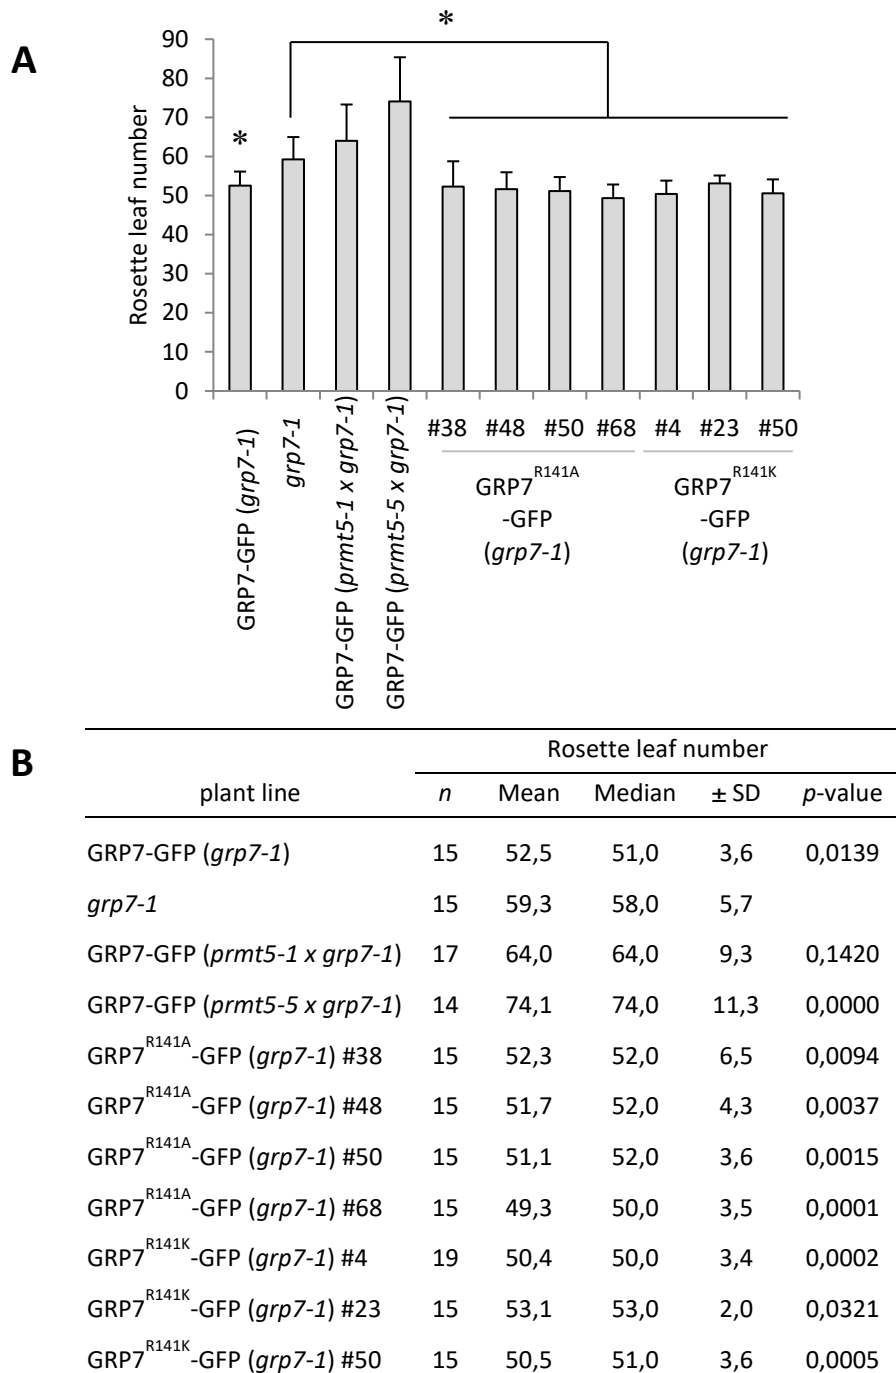 A
*
*
Rosette leaf number
90
80
70
60
50
40
30
20
10
0
GRP7-GFP (grp7-1)
grp7-1
GRP7-GFP (prmt5-1 x grp7-1)
GRP7-GFP (prmt5-5 x grp7-1)
#38 #48 #50 #68 #4 #23 #50
GRP7R141A
-GFP
(grp7-1)
GRP7R141K
-GFP
(grp7-1)
B
Rosette leaf number
plant line n Mean Median ± SD p-value
GRP7-GFP (grp7-1) 15 52,5 51,0 3,6 0,0139
grp7-1 15 59,3 58,0 5,7
GRP7-GFP (prmt5-1 x grp7-1) 17 64,0 64,0 9,3 0,1420
GRP7-GFP (prmt5-5 x grp7-1) 14 74,1 74,0 11,3 0,0000
GRP7R141A-GFP (grp7-1) #38 15 52,3 52,0 6,5 0,0094
GRP7R141A-GFP (grp7-1) #48 15 51,7 52,0 4,3 0,0037
GRP7R141A-GFP (grp7-1) #50 15 51,1 52,0 3,6 0,0015
GRP7R141A-GFP (grp7-1) #68 15 49,3 50,0 3,5 0,0001
GRP7R141K-GFP (grp7-1) #4 19 50,4 50,0 3,4 0,0002
GRP7R141K-GFP (grp7-1) #23 15 53,1 53,0 2,0 0,0321
GRP7R141K-GFP (grp7-1) #50 15 50,5 51,0 3,6 0,0005